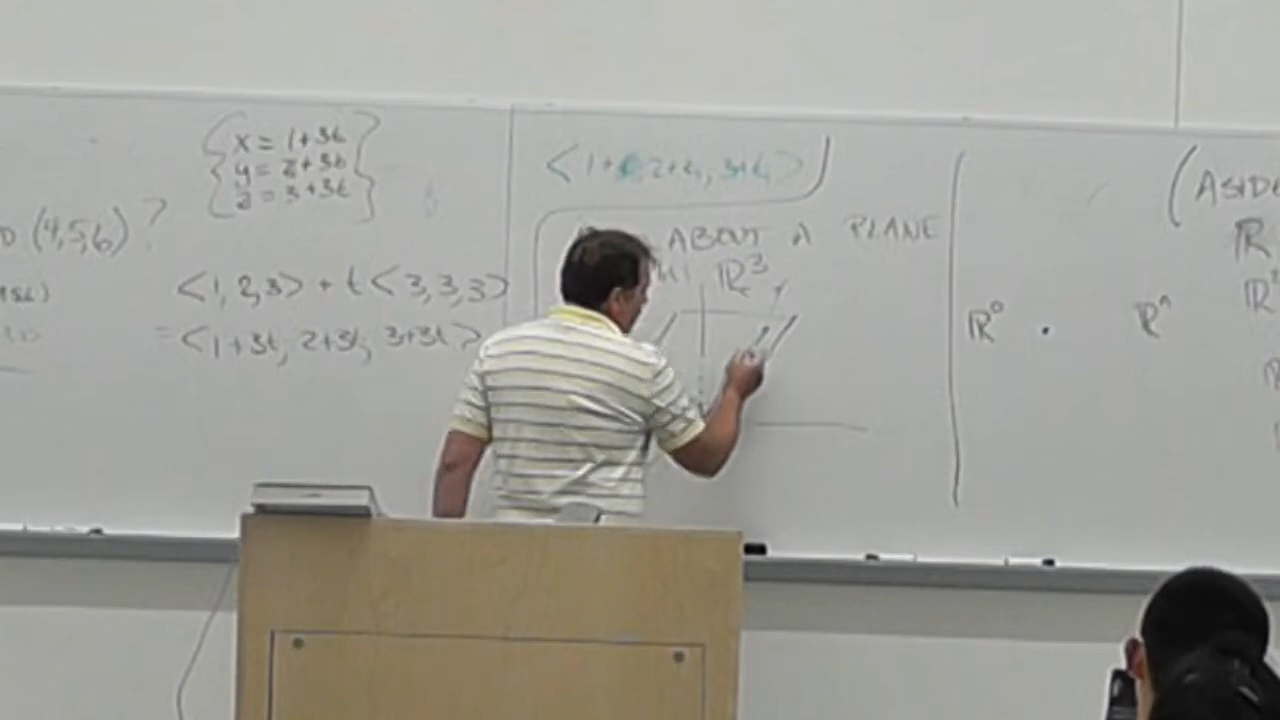 x = 1+3t
y = 2+3t
z = 3+3t
(4,5,6)?
<1,2,3> + t<3,3,3>
=<1+3t, 2+3t, 3+3t>
<1+t, 2+t, 3+t>
ABOUT A PLANE
ℝ³
ℝ⁰
ℝⁿ
(ASIDE
ℝ
ℝ